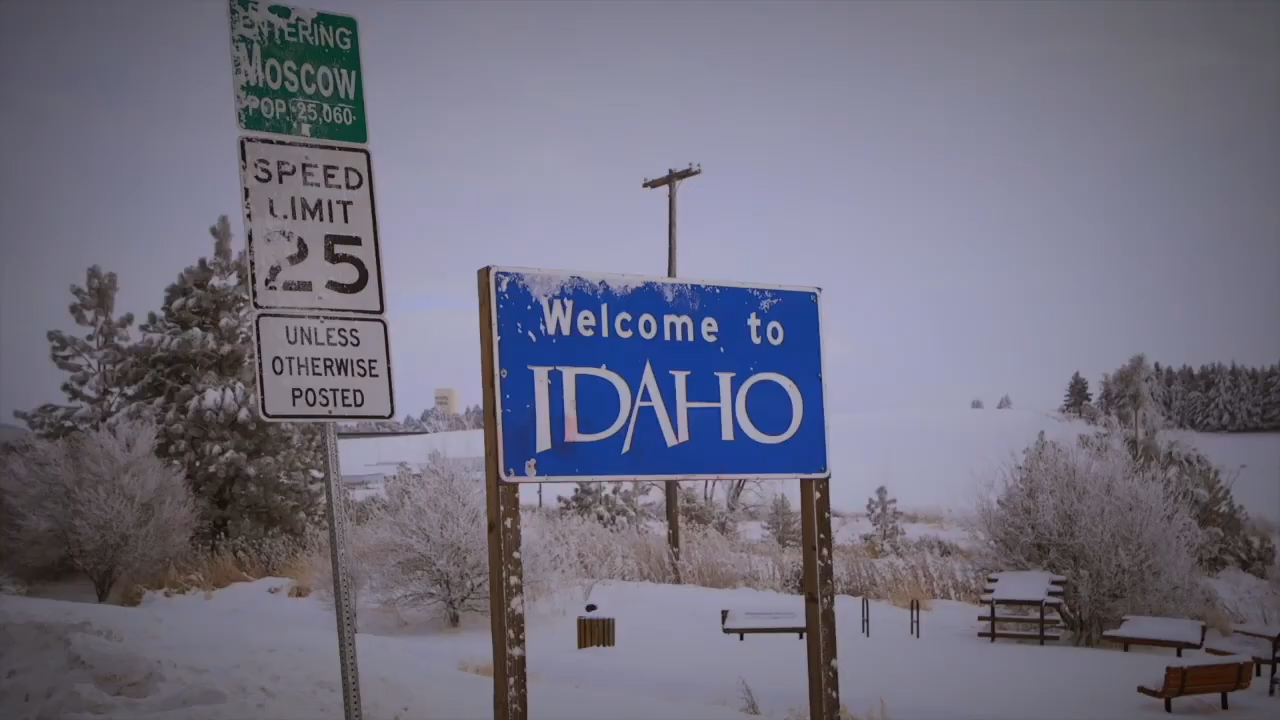 ENTERING
MOSCOW
POP. 25,060
SPEED
LIMIT
25
UNLESS
OTHERWISE
POSTED
Welcome to
IDAHO